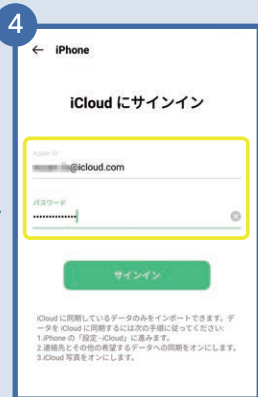 4
← iPhone
iCloud にサインイン
Apple ID
@icloud.com
パスワード
••••••••••••••
サインイン
iCloud に同期しているデータのみをインポートできます。デ
ータを iCloud に同期するには次の手順に従ってください:
1.iPhone の「設定 - iCloud」に進みます。
2.連絡先とその他の希望するデータへの同期をオンにします。
3.iCloud 写真をオンにします。